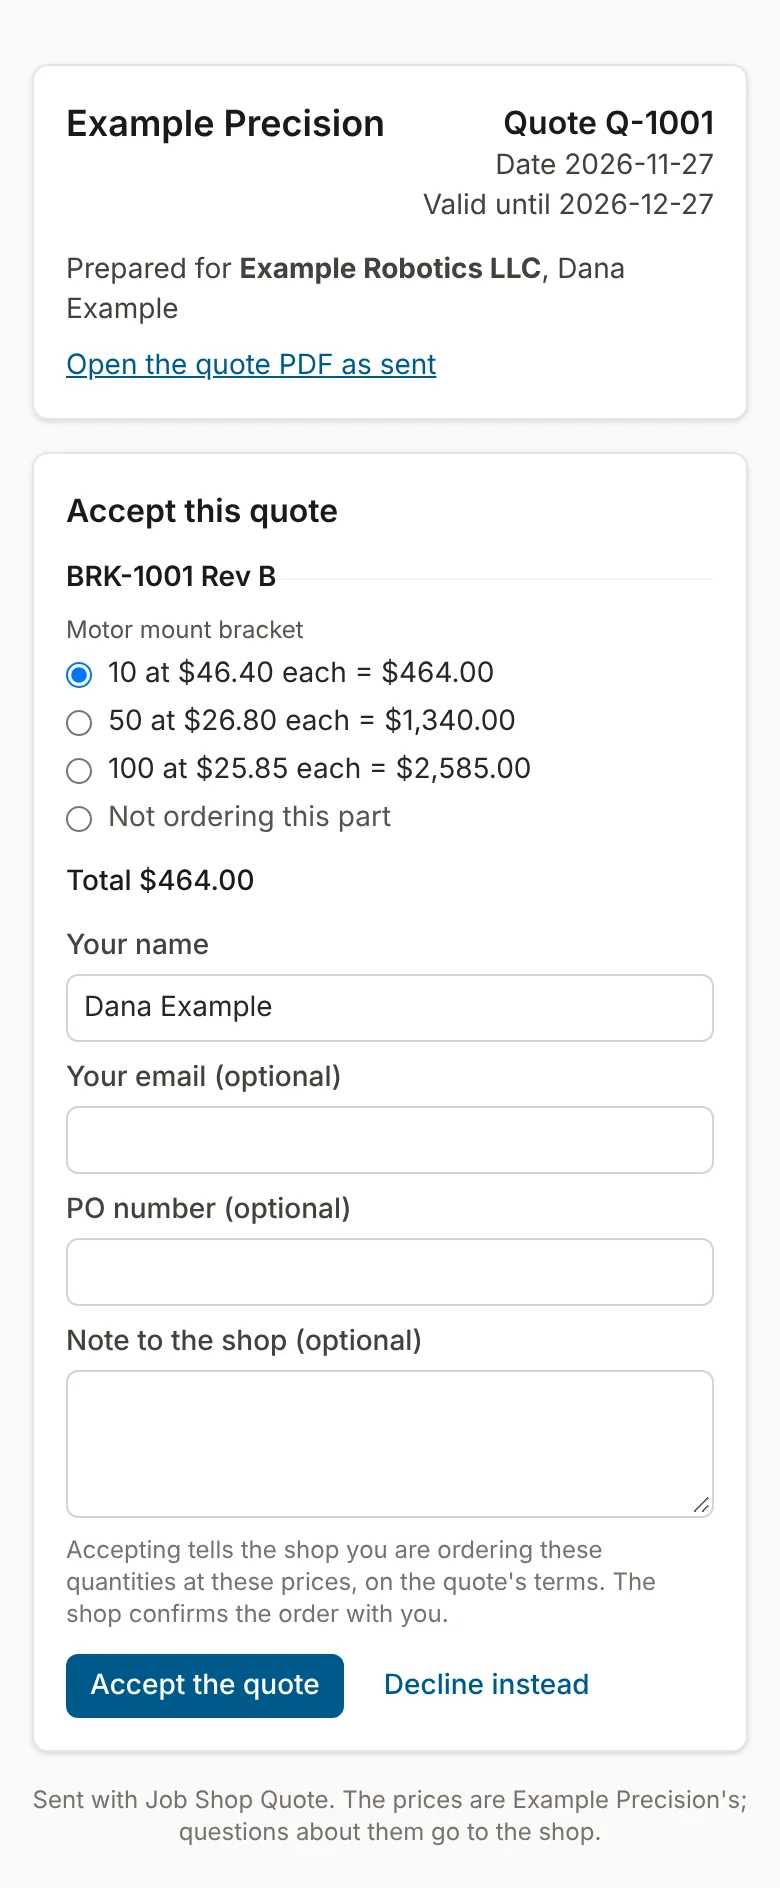 Example Precision
Quote Q-1001
Date 2026-11-27
Valid until 2026-12-27
Prepared for Example Robotics LLC, Dana
Example
Open the quote PDF as sent
Accept this quote
BRK-1001 Rev B
Motor mount bracket
10 at $46.40 each = $464.00
50 at $26.80 each = $1,340.00
100 at $25.85 each = $2,585.00
Not ordering this part
Total $464.00
Your name
Dana Example
Your email (optional)
PO number (optional)
Note to the shop (optional)
Accepting tells the shop you are ordering these
quantities at these prices, on the quote's terms. The
shop confirms the order with you.
Accept the quote
Decline instead
Sent with Job Shop Quote. The prices are Example Precision's;
questions about them go to the shop.